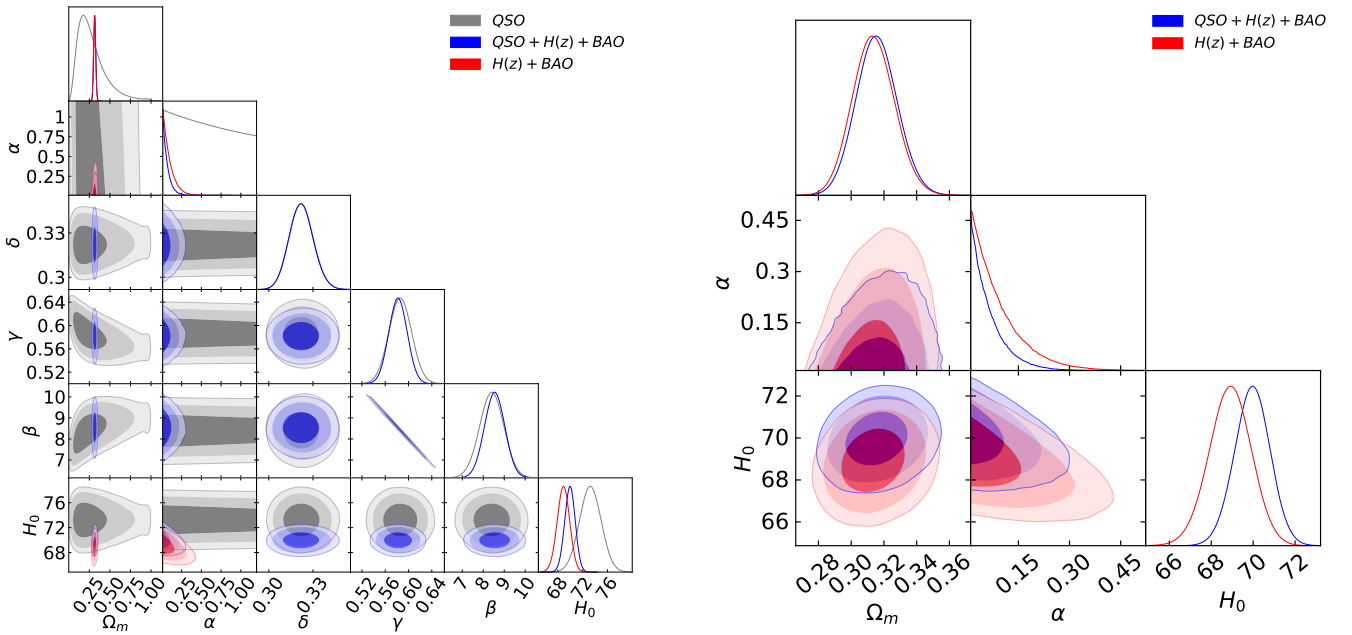 QSO
QSO + H(z) + BAO
H(z) + BAO
α
1
0.75
0.5
0.25
δ
0.33
0.3
γ
0.64
0.6
0.56
0.52
β
10
9
8
7
H₀
76
72
68
0.25 0.50 0.75 1.00
0.25 0.50 0.75 1.00
0.30 0.33
0.52 0.56 0.60 0.64
7 8 9 10
68 72 76
Ωₘ α δ γ β H₀
QSO + H(z) + BAO
H(z) + BAO
α
0.45
0.3
0.15
H₀
72
70
68
66
0.28 0.30 0.32 0.34 0.36
0.15 0.30 0.45
66 68 70 72
Ωₘ α H₀